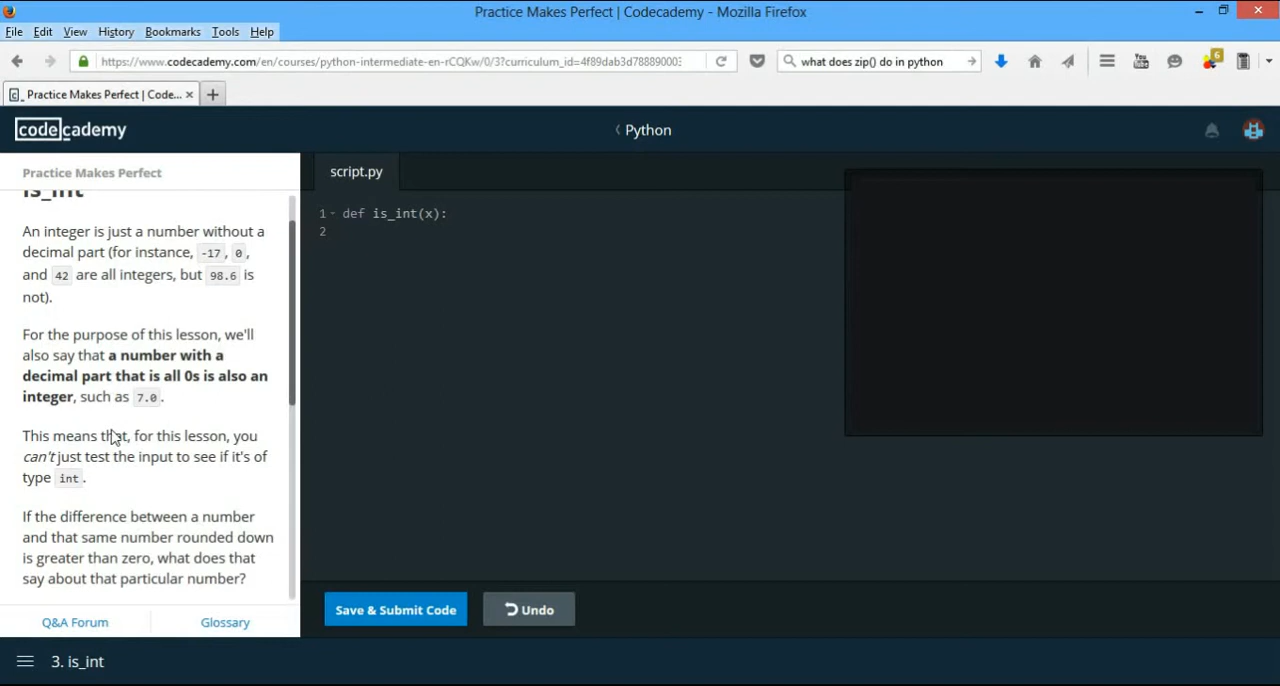 Practice Makes Perfect | Codecademy - Mozilla Firefox
File Edit View History Bookmarks Tools Help
https://www.codecademy.com/en/courses/python-intermediate-en-rCQKw/0/3?curriculum_id=4f89dab3d78889000:
what does zip() do in python
You
Tube
6
Practice Makes Perfect | Code...
codecademy
Python
Practice Makes Perfect
script.py
is_int
An integer is just a number without a
decimal part (for instance, -17, 0,
and 42 are all integers, but 98.6 is
not).
For the purpose of this lesson, we'll
also say that a number with a
decimal part that is all 0s is also an
integer, such as 7.0.
This means that, for this lesson, you
can't just test the input to see if it's of
type int.
If the difference between a number
and that same number rounded down
is greater than zero, what does that
say about that particular number?
1 def is_int(x):
2
Q&A Forum
Glossary
Save & Submit Code
Undo
3. is_int